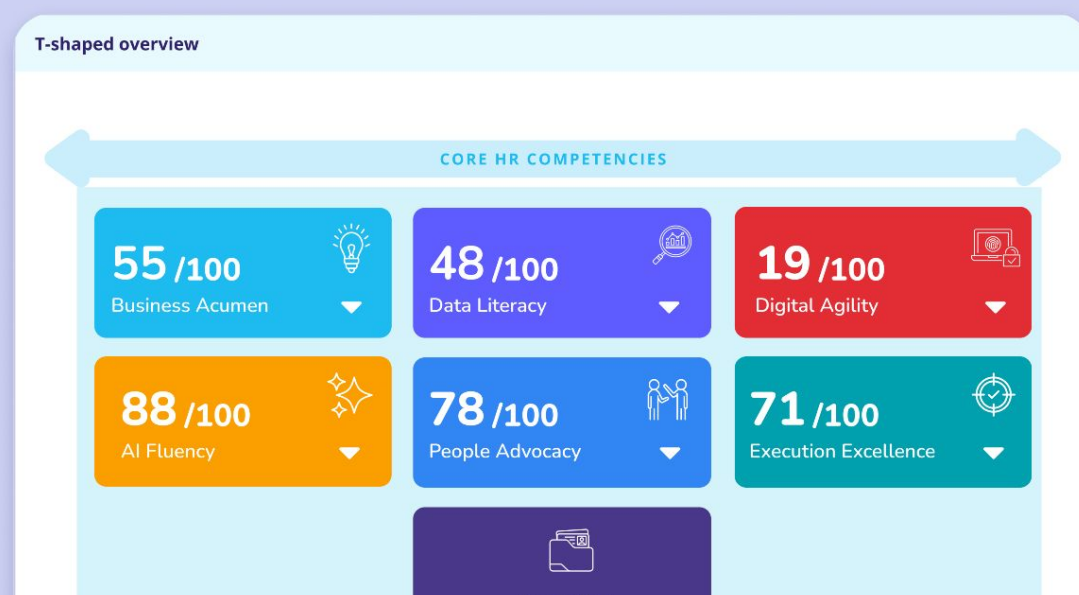 T-shaped overview
CORE HR COMPETENCIES
55 /100
Business Acumen
48 /100
Data Literacy
19 /100
Digital Agility
88 /100
AI Fluency
78 /100
People Advocacy
71 /100
Execution Excellence